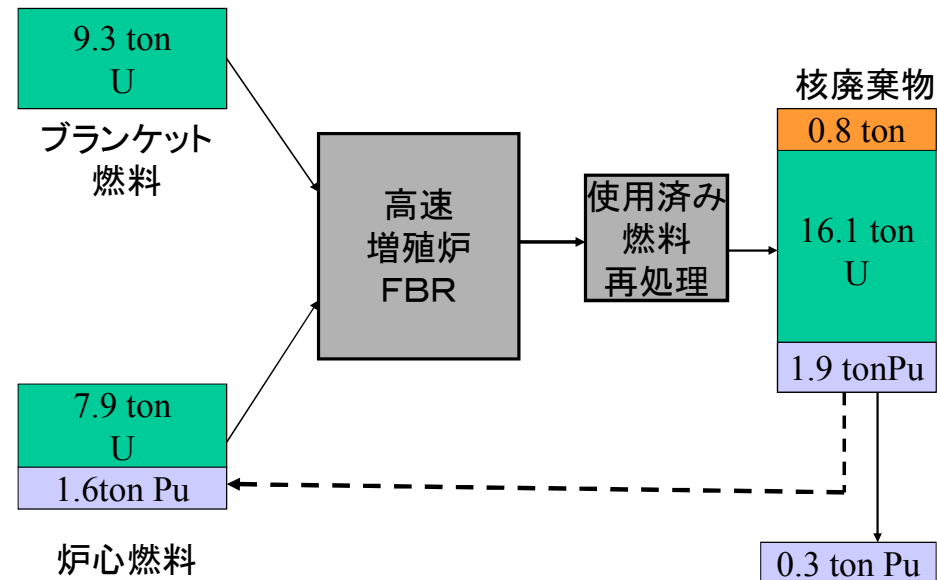 9.3 ton
U
ブランケット
燃料
高速
増殖炉
ＦＢＲ
使用済み
燃料
再処理
核廃棄物
0.8 ton
16.1 ton
U
1.9 tonPu
7.9 ton
U
1.6ton Pu
炉心燃料
0.3 ton Pu